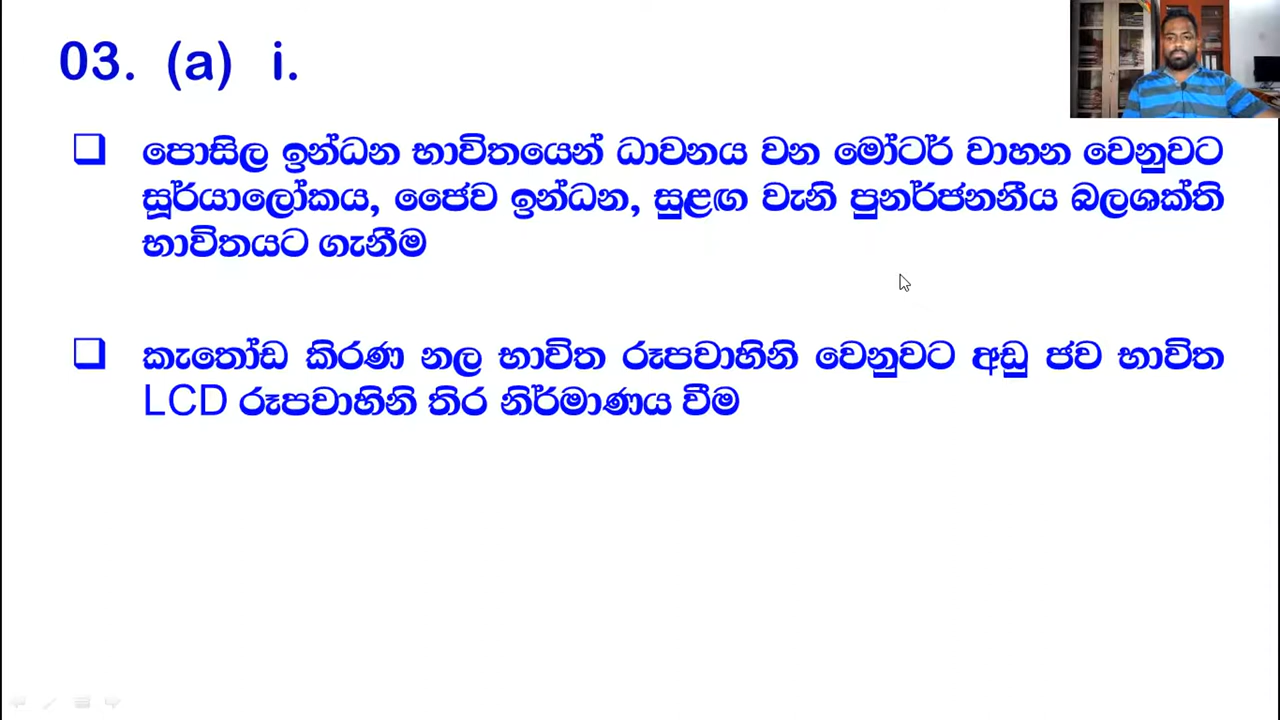 03. (a) i.
❑ පොසිල ඉන්ධන භාවිතයෙන් ධාවනය වන මෝටර් වාහන වෙනුවට
සූර්යාලෝකය, ජෛව ඉන්ධන, සුළඟ වැනි පුනර්ජනනීය බලශක්ති
භාවිතයට ගැනීම
❑ කැතෝඩ කිරණ නල භාවිත රූපවාහිනි වෙනුවට අඩු ජව භාවිත
LCD රූපවාහිනි තිර නිර්මාණය වීම